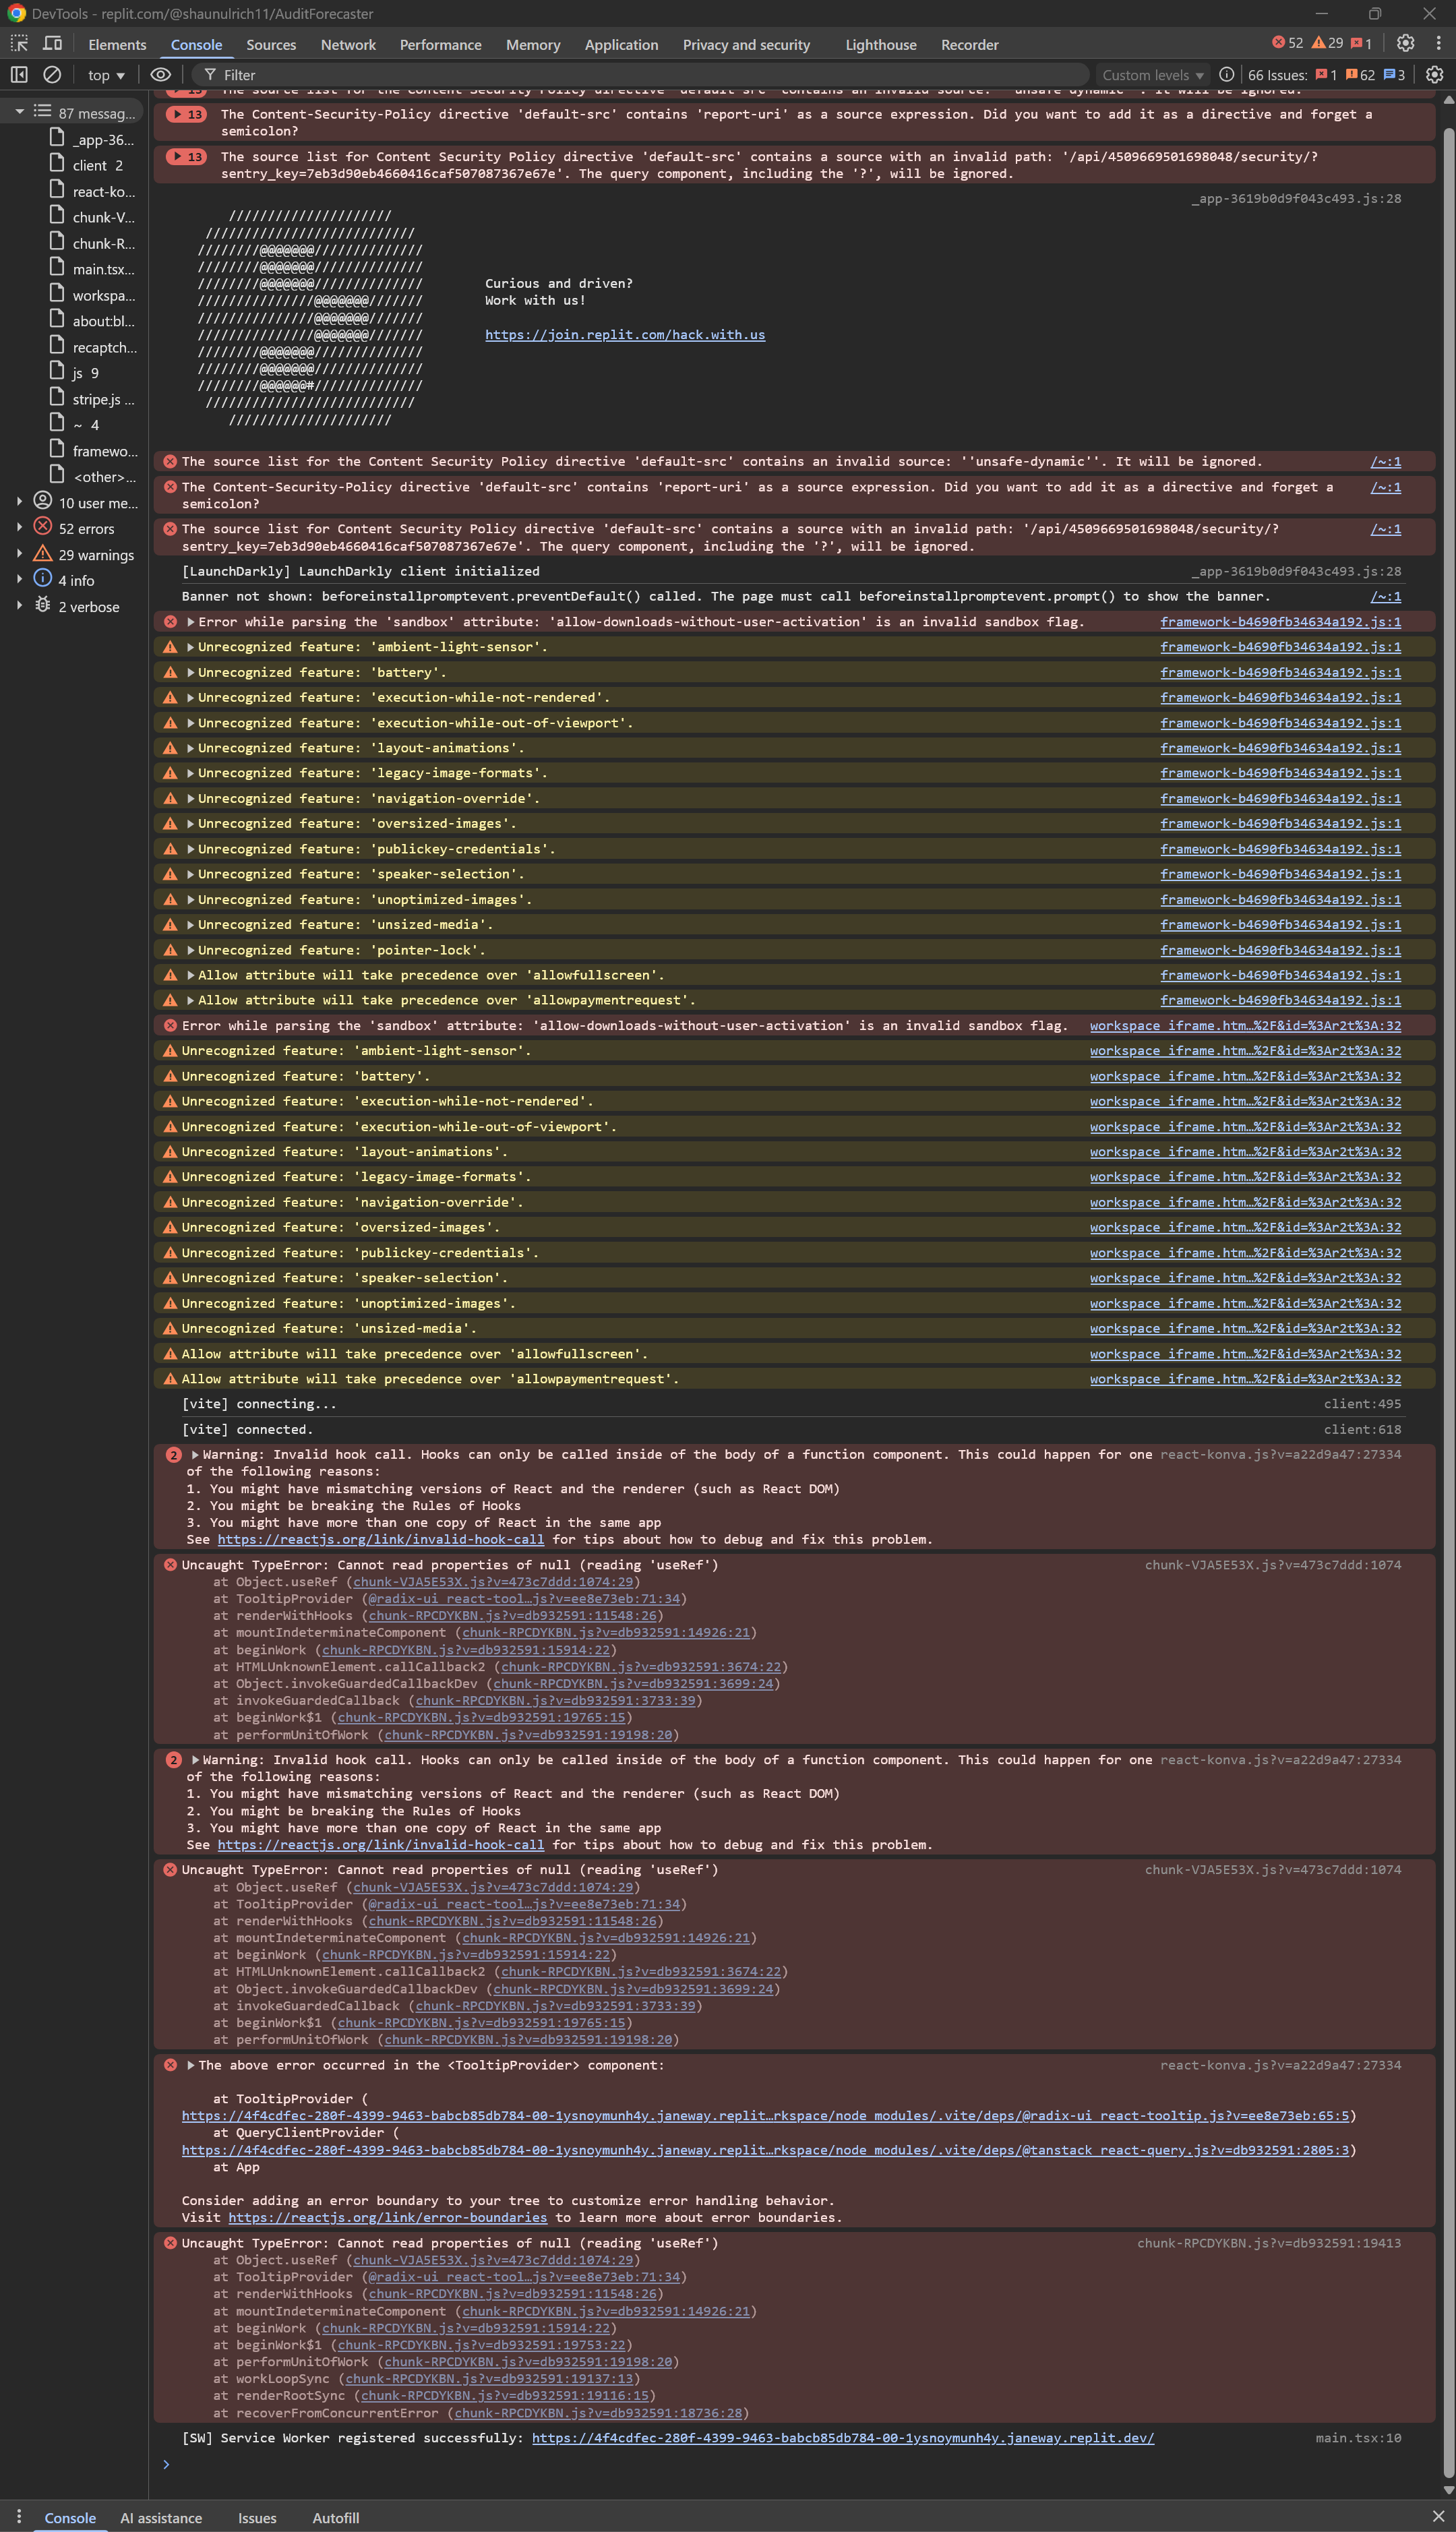 DevTools - replit.com/@shaunulrich11/AuditForecaster
Elements Console Sources Network Performance Memory Application Privacy and security Lighthouse Recorder 52 29 1
top Filter Custom levels 66 Issues: 1 62 3
87 messag...
_app-36...
client 2
react-ko...
chunk-V...
chunk-R...
main.tsx...
workspa...
about:bl...
recaptch...
js 9
stripe.js ...
~ 4
framewo...
<other>...
10 user me...
52 errors
29 warnings
4 info
2 verbose
13 The source list for the Content Security Policy directive 'default-src' contains an invalid source: ''unsafe-dynamic''. It will be ignored.
13 The Content-Security-Policy directive 'default-src' contains 'report-uri' as a source expression. Did you want to add it as a directive and forget a
semicolon?
13 The source list for Content Security Policy directive 'default-src' contains a source with an invalid path: '/api/4509669501698048/security/?
sentry_key=7eb3d90eb4660416caf507087367e67e'. The query component, including the '?', will be ignored.
_app-3619b0d9f043c493.js:28
/////////////////////
///////////////////////////
////////@@@@@@@//////////////
////////@@@@@@@//////////////
////////@@@@@@@////////////// Curious and driven?
///////////////@@@@@@@/////// Work with us!
///////////////@@@@@@@///////
///////////////@@@@@@@/////// https://join.replit.com/hack.with.us
////////@@@@@@@//////////////
////////@@@@@@@//////////////
////////@@@@@@#//////////////
///////////////////////////
/////////////////////
The source list for the Content Security Policy directive 'default-src' contains an invalid source: ''unsafe-dynamic''. It will be ignored. /~:1
The Content-Security-Policy directive 'default-src' contains 'report-uri' as a source expression. Did you want to add it as a directive and forget a /~:1
semicolon?
The source list for Content Security Policy directive 'default-src' contains a source with an invalid path: '/api/4509669501698048/security/? /~:1
sentry_key=7eb3d90eb4660416caf507087367e67e'. The query component, including the '?', will be ignored.
[LaunchDarkly] LaunchDarkly client initialized _app-3619b0d9f043c493.js:28
Banner not shown: beforeinstallpromptevent.preventDefault() called. The page must call beforeinstallpromptevent.prompt() to show the banner. /~:1
Error while parsing the 'sandbox' attribute: 'allow-downloads-without-user-activation' is an invalid sandbox flag. framework-b4690fb34634a192.js:1
Unrecognized feature: 'ambient-light-sensor'. framework-b4690fb34634a192.js:1
Unrecognized feature: 'battery'. framework-b4690fb34634a192.js:1
Unrecognized feature: 'execution-while-not-rendered'. framework-b4690fb34634a192.js:1
Unrecognized feature: 'execution-while-out-of-viewport'. framework-b4690fb34634a192.js:1
Unrecognized feature: 'layout-animations'. framework-b4690fb34634a192.js:1
Unrecognized feature: 'legacy-image-formats'. framework-b4690fb34634a192.js:1
Unrecognized feature: 'navigation-override'. framework-b4690fb34634a192.js:1
Unrecognized feature: 'oversized-images'. framework-b4690fb34634a192.js:1
Unrecognized feature: 'publickey-credentials'. framework-b4690fb34634a192.js:1
Unrecognized feature: 'speaker-selection'. framework-b4690fb34634a192.js:1
Unrecognized feature: 'unoptimized-images'. framework-b4690fb34634a192.js:1
Unrecognized feature: 'unsized-media'. framework-b4690fb34634a192.js:1
Unrecognized feature: 'pointer-lock'. framework-b4690fb34634a192.js:1
Allow attribute will take precedence over 'allowfullscreen'. framework-b4690fb34634a192.js:1
Allow attribute will take precedence over 'allowpaymentrequest'. framework-b4690fb34634a192.js:1
Error while parsing the 'sandbox' attribute: 'allow-downloads-without-user-activation' is an invalid sandbox flag. workspace_iframe.htm…%2F&id=%3Ar2t%3A:32
Unrecognized feature: 'ambient-light-sensor'. workspace_iframe.htm…%2F&id=%3Ar2t%3A:32
Unrecognized feature: 'battery'. workspace_iframe.htm…%2F&id=%3Ar2t%3A:32
Unrecognized feature: 'execution-while-not-rendered'. workspace_iframe.htm…%2F&id=%3Ar2t%3A:32
Unrecognized feature: 'execution-while-out-of-viewport'. workspace_iframe.htm…%2F&id=%3Ar2t%3A:32
Unrecognized feature: 'layout-animations'. workspace_iframe.htm…%2F&id=%3Ar2t%3A:32
Unrecognized feature: 'legacy-image-formats'. workspace_iframe.htm…%2F&id=%3Ar2t%3A:32
Unrecognized feature: 'navigation-override'. workspace_iframe.htm…%2F&id=%3Ar2t%3A:32
Unrecognized feature: 'oversized-images'. workspace_iframe.htm…%2F&id=%3Ar2t%3A:32
Unrecognized feature: 'publickey-credentials'. workspace_iframe.htm…%2F&id=%3Ar2t%3A:32
Unrecognized feature: 'speaker-selection'. workspace_iframe.htm…%2F&id=%3Ar2t%3A:32
Unrecognized feature: 'unoptimized-images'. workspace_iframe.htm…%2F&id=%3Ar2t%3A:32
Unrecognized feature: 'unsized-media'. workspace_iframe.htm…%2F&id=%3Ar2t%3A:32
Allow attribute will take precedence over 'allowfullscreen'. workspace_iframe.htm…%2F&id=%3Ar2t%3A:32
Allow attribute will take precedence over 'allowpaymentrequest'. workspace_iframe.htm…%2F&id=%3Ar2t%3A:32
[vite] connecting... client:495
[vite] connected. client:618
2 Warning: Invalid hook call. Hooks can only be called inside of the body of a function component. This could happen for one react-konva.js?v=a22d9a47:27334
of the following reasons:
1. You might have mismatching versions of React and the renderer (such as React DOM)
2. You might be breaking the Rules of Hooks
3. You might have more than one copy of React in the same app
See https://reactjs.org/link/invalid-hook-call for tips about how to debug and fix this problem.
Uncaught TypeError: Cannot read properties of null (reading 'useRef') chunk-VJA5E53X.js?v=473c7ddd:1074
at Object.useRef (chunk-VJA5E53X.js?v=473c7ddd:1074:29)
at TooltipProvider (@radix-ui_react-tool…js?v=ee8e73eb:71:34)
at renderWithHooks (chunk-RPCDYKBN.js?v=db932591:11548:26)
at mountIndeterminateComponent (chunk-RPCDYKBN.js?v=db932591:14926:21)
at beginWork (chunk-RPCDYKBN.js?v=db932591:15914:22)
at HTMLUnknownElement.callCallback2 (chunk-RPCDYKBN.js?v=db932591:3674:22)
at Object.invokeGuardedCallbackDev (chunk-RPCDYKBN.js?v=db932591:3699:24)
at invokeGuardedCallback (chunk-RPCDYKBN.js?v=db932591:3733:39)
at beginWork$1 (chunk-RPCDYKBN.js?v=db932591:19765:15)
at performUnitOfWork (chunk-RPCDYKBN.js?v=db932591:19198:20)
2 Warning: Invalid hook call. Hooks can only be called inside of the body of a function component. This could happen for one react-konva.js?v=a22d9a47:27334
of the following reasons:
1. You might have mismatching versions of React and the renderer (such as React DOM)
2. You might be breaking the Rules of Hooks
3. You might have more than one copy of React in the same app
See https://reactjs.org/link/invalid-hook-call for tips about how to debug and fix this problem.
Uncaught TypeError: Cannot read properties of null (reading 'useRef') chunk-VJA5E53X.js?v=473c7ddd:1074
at Object.useRef (chunk-VJA5E53X.js?v=473c7ddd:1074:29)
at TooltipProvider (@radix-ui_react-tool…js?v=ee8e73eb:71:34)
at renderWithHooks (chunk-RPCDYKBN.js?v=db932591:11548:26)
at mountIndeterminateComponent (chunk-RPCDYKBN.js?v=db932591:14926:21)
at beginWork (chunk-RPCDYKBN.js?v=db932591:15914:22)
at HTMLUnknownElement.callCallback2 (chunk-RPCDYKBN.js?v=db932591:3674:22)
at Object.invokeGuardedCallbackDev (chunk-RPCDYKBN.js?v=db932591:3699:24)
at invokeGuardedCallback (chunk-RPCDYKBN.js?v=db932591:3733:39)
at beginWork$1 (chunk-RPCDYKBN.js?v=db932591:19765:15)
at performUnitOfWork (chunk-RPCDYKBN.js?v=db932591:19198:20)
The above error occurred in the <TooltipProvider> component: react-konva.js?v=a22d9a47:27334
at TooltipProvider (
https://4f4cdfec-280f-4399-9463-babcb85db784-00-1ysnoymunh4y.janeway.replit…rkspace/node_modules/.vite/deps/@radix-ui_react-tooltip.js?v=ee8e73eb:65:5)
at QueryClientProvider (
https://4f4cdfec-280f-4399-9463-babcb85db784-00-1ysnoymunh4y.janeway.replit…rkspace/node_modules/.vite/deps/@tanstack_react-query.js?v=db932591:2805:3)
at App
Consider adding an error boundary to your tree to customize error handling behavior.
Visit https://reactjs.org/link/error-boundaries to learn more about error boundaries.
Uncaught TypeError: Cannot read properties of null (reading 'useRef') chunk-RPCDYKBN.js?v=db932591:19413
at Object.useRef (chunk-VJA5E53X.js?v=473c7ddd:1074:29)
at TooltipProvider (@radix-ui_react-tool…js?v=ee8e73eb:71:34)
at renderWithHooks (chunk-RPCDYKBN.js?v=db932591:11548:26)
at mountIndeterminateComponent (chunk-RPCDYKBN.js?v=db932591:14926:21)
at beginWork (chunk-RPCDYKBN.js?v=db932591:15914:22)
at beginWork$1 (chunk-RPCDYKBN.js?v=db932591:19753:22)
at performUnitOfWork (chunk-RPCDYKBN.js?v=db932591:19198:20)
at workLoopSync (chunk-RPCDYKBN.js?v=db932591:19137:13)
at renderRootSync (chunk-RPCDYKBN.js?v=db932591:19116:15)
at recoverFromConcurrentError (chunk-RPCDYKBN.js?v=db932591:18736:28)
[SW] Service Worker registered successfully: https://4f4cdfec-280f-4399-9463-babcb85db784-00-1ysnoymunh4y.janeway.replit.dev/ main.tsx:10
Console AI assistance Issues Autofill